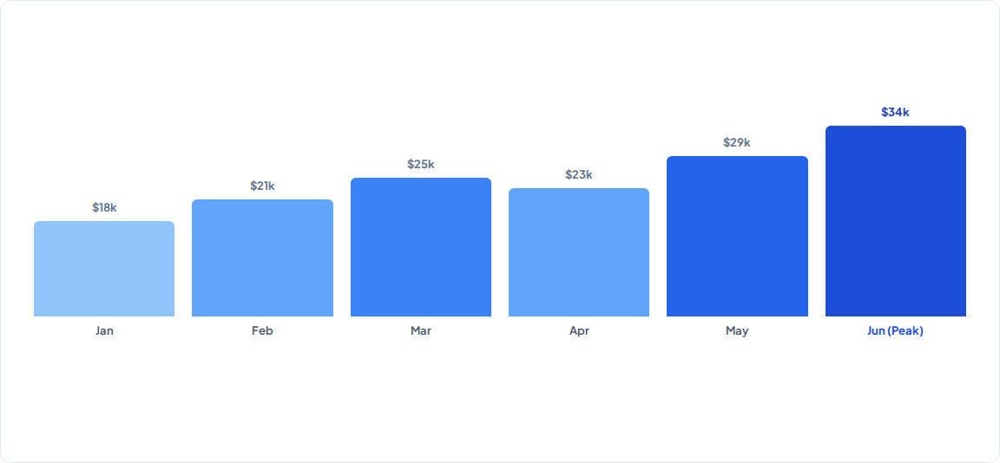 $18k
$21k
$25k
$23k
$29k
$34k
Jan
Feb
Mar
Apr
May
Jun (Peak)